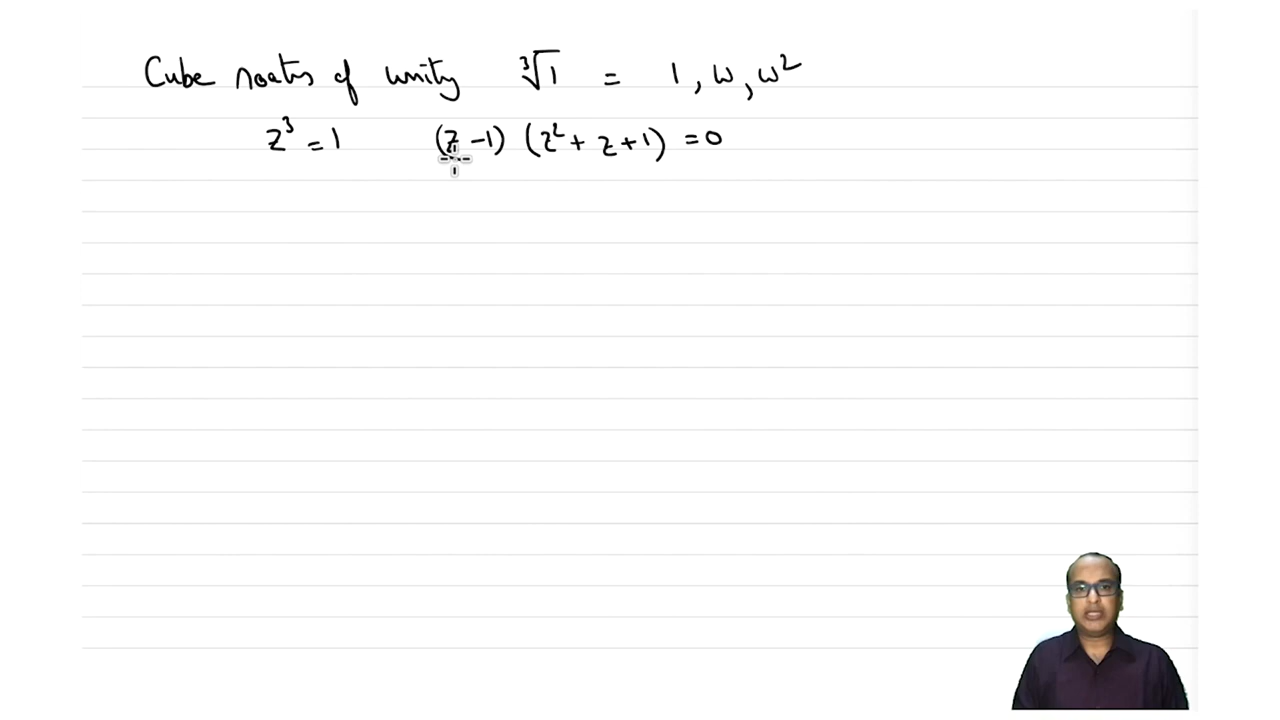 Cube roots of unity ∛1 = 1, ω, ω²
z³ = 1 (z - 1) (z² + z + 1) = 0